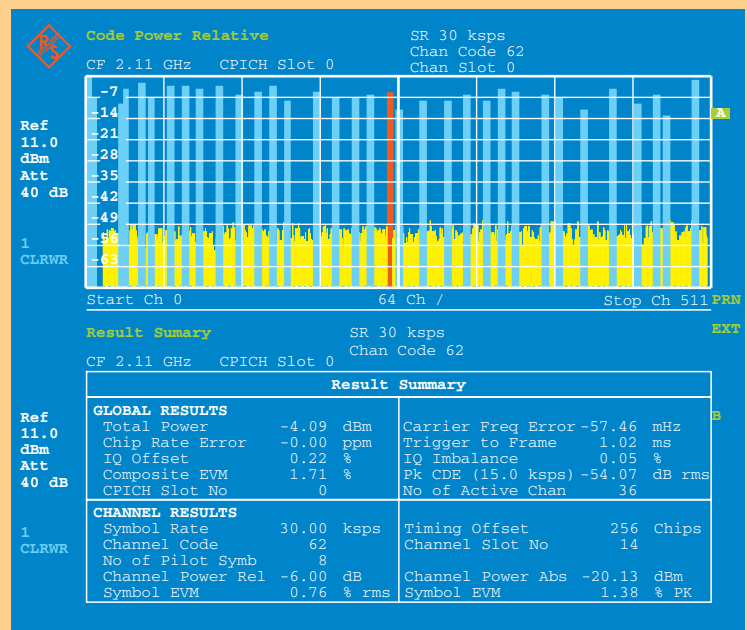 R&S
Code Power Relative
SR 30 ksps
Chan Code 62
CF 2.11 GHz CPICH Slot 0
Chan Slot 0
-7
-14
-21
-28
-35
-42
-49
-56
-63
A
Ref
11.0
dBm
Att
40 dB
1
CLRWR
Start Ch 0
64 Ch /
Stop Ch 511
PRN
EXT
Result Sumary
SR 30 ksps
Chan Code 62
CF 2.11 GHz CPICH Slot 0
Result Summary
B
Ref
11.0
dBm
Att
40 dB
1
CLRWR
GLOBAL RESULTS
Total Power -4.09 dBm Carrier Freq Error -57.46 mHz
Chip Rate Error -0.00 ppm Trigger to Frame 1.02 ms
IQ Offset 0.22 % IQ Imbalance 0.05 %
Composite EVM 1.71 % Pk CDE (15.0 ksps) -54.07 dB rms
CPICH Slot No 0 No of Active Chan 36
CHANNEL RESULTS
Symbol Rate 30.00 ksps Timing Offset 256 Chips
Channel Code 62 Channel Slot No 14
No of Pilot Symb 8
Channel Power Rel -6.00 dB Channel Power Abs -20.13 dBm
Symbol EVM 0.76 % rms Symbol EVM 1.38 % PK